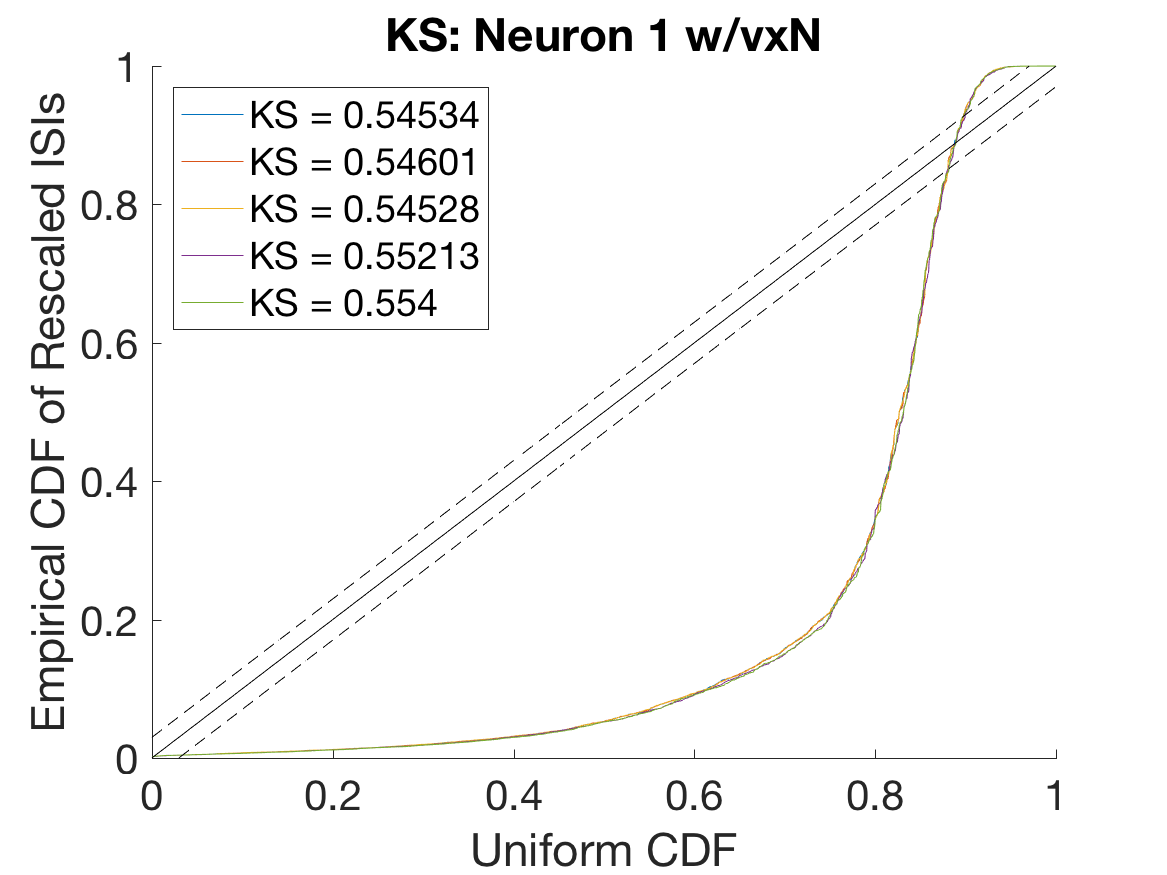 KS: Neuron 1 w/vxN
Empirical CDF of Rescaled ISIs
1
0.8
0.6
0.4
0.2
0
KS = 0.54534
KS = 0.54601
KS = 0.54528
KS = 0.55213
KS = 0.554
0 0.2 0.4 0.6 0.8 1
Uniform CDF